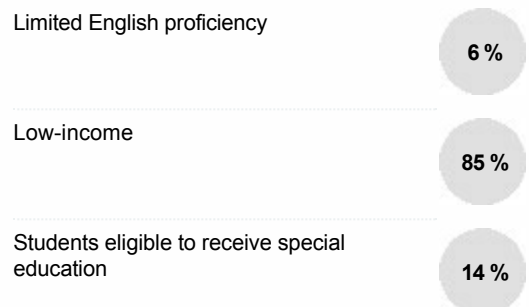 Limited English proficiency
6 %
Low-income
85 %
Students eligible to receive special
education
14 %